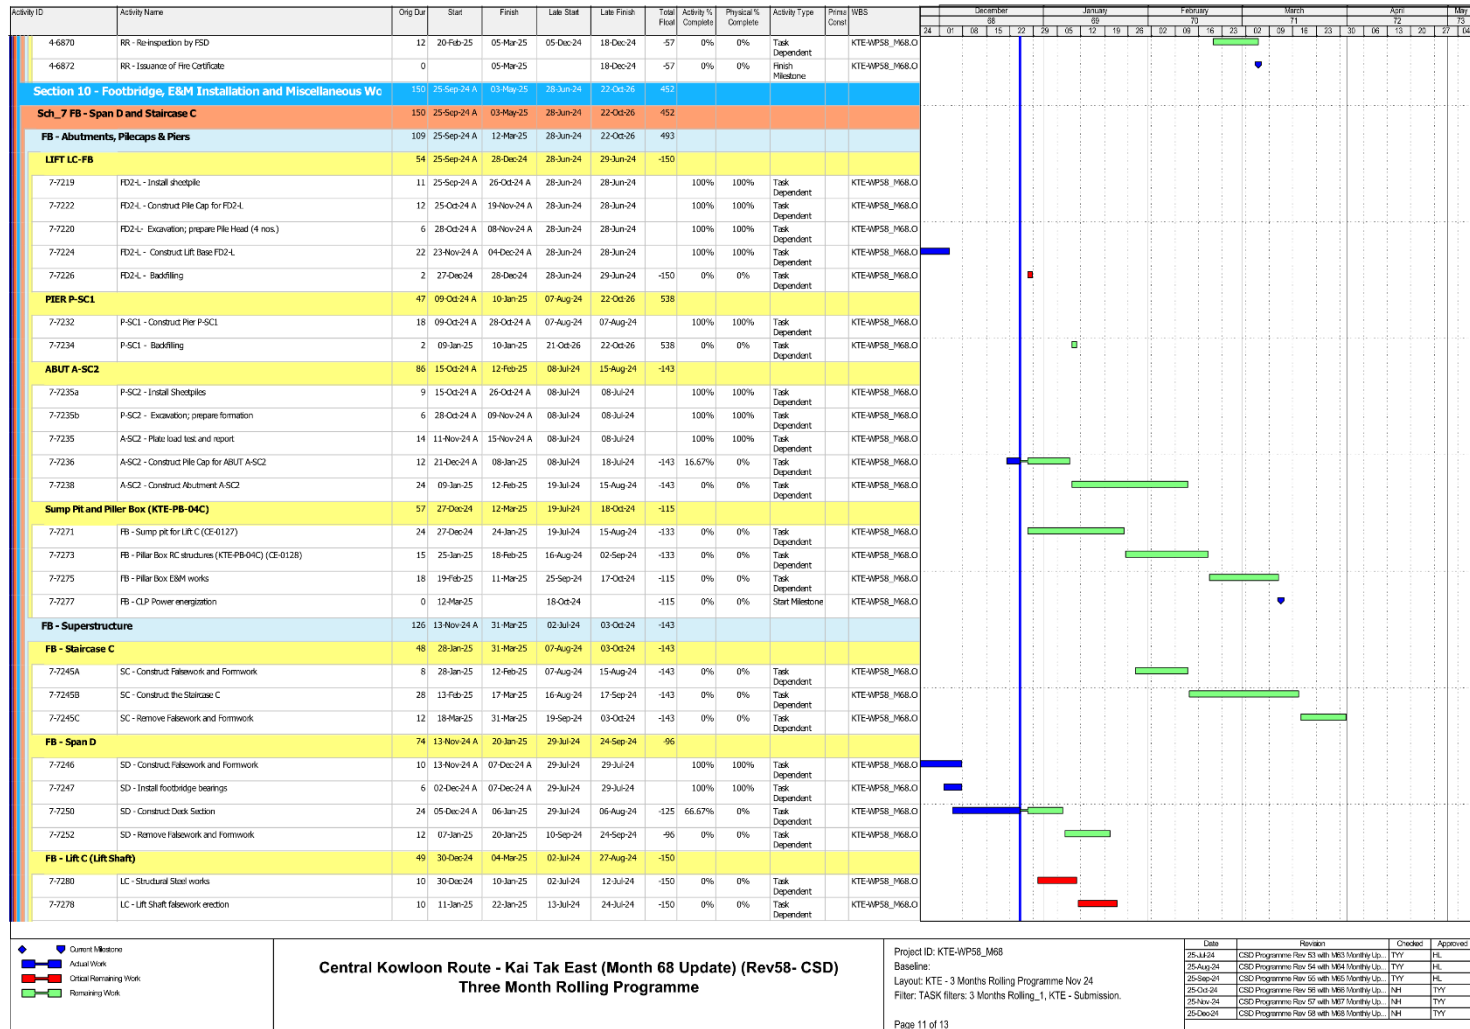 Activity ID Activity Name Orig Dur Start Finish Late Start Late Finish Total Float Activity % Complete Physical % Complete Activity Type Prima Const WBS
December January February March April May
68 69 70 71 72 73
24 01 08 15 22 29 05 12 19 26 02 09 16 23 02 09 16 23 30 06 13 20 27 04
4-6870 RR - Re-inspection by FSD 12 20-Feb-25 05-Mar-25 05-Dec-24 18-Dec-24 -57 0% 0% Task Dependent KTE-WP58_M68.O
4-6872 RR - Issuance of Fire Certificate 0 05-Mar-25 18-Dec-24 -57 0% 0% Finish Milestone KTE-WP58_M68.O
Section 10 - Footbridge, E&M Installation and Miscellaneous Wo 150 25-Sep-24 A 03-May-25 28-Jun-24 22-Oct-26 452
Sch_7 FB - Span D and Staircase C 150 25-Sep-24 A 03-May-25 28-Jun-24 22-Oct-26 452
FB - Abutments, Pilecaps & Piers 109 25-Sep-24 A 12-Mar-25 28-Jun-24 22-Oct-26 493
LIFT LC-FB 54 25-Sep-24 A 28-Dec-24 28-Jun-24 29-Jun-24 -150
7-7219 FD2-L - Install sheetpile 11 25-Sep-24 A 26-Oct-24 A 28-Jun-24 28-Jun-24 100% 100% Task Dependent KTE-WP58_M68.O
7-7222 FD2-L - Construct Pile Cap for FD2-L 12 25-Oct-24 A 19-Nov-24 A 28-Jun-24 28-Jun-24 100% 100% Task Dependent KTE-WP58_M68.O
7-7220 FD2-L- Excavation; prepare Pile Head (4 nos.) 6 28-Oct-24 A 08-Nov-24 A 28-Jun-24 28-Jun-24 100% 100% Task Dependent KTE-WP58_M68.O
7-7224 FD2-L - Construct Lift Base FD2-L 22 23-Nov-24 A 04-Dec-24 A 28-Jun-24 28-Jun-24 100% 100% Task Dependent KTE-WP58_M68.O
7-7226 FD2-L - Backfilling 2 27-Dec-24 28-Dec-24 28-Jun-24 29-Jun-24 -150 0% 0% Task Dependent KTE-WP58_M68.O
PIER P-SC1 47 09-Oct-24 A 10-Jan-25 07-Aug-24 22-Oct-26 538
7-7232 P-SC1 - Construct Pier P-SC1 18 09-Oct-24 A 28-Oct-24 A 07-Aug-24 07-Aug-24 100% 100% Task Dependent KTE-WP58_M68.O
7-7234 P-SC1 - Backfilling 2 09-Jan-25 10-Jan-25 21-Oct-26 22-Oct-26 538 0% 0% Task Dependent KTE-WP58_M68.O
ABUT A-SC2 86 15-Oct-24 A 12-Feb-25 08-Jul-24 15-Aug-24 -143
7-7235a P-SC2 - Install Sheetpiles 9 15-Oct-24 A 26-Oct-24 A 08-Jul-24 08-Jul-24 100% 100% Task Dependent KTE-WP58_M68.O
7-7235b P-SC2 - Excavation; prepare formation 6 28-Oct-24 A 09-Nov-24 A 08-Jul-24 08-Jul-24 100% 100% Task Dependent KTE-WP58_M68.O
7-7235 A-SC2 - Plate load test and report 14 11-Nov-24 A 15-Nov-24 A 08-Jul-24 08-Jul-24 100% 100% Task Dependent KTE-WP58_M68.O
7-7236 A-SC2 - Construct Pile Cap for ABUT A-SC2 12 21-Dec-24 A 08-Jan-25 08-Jul-24 18-Jul-24 -143 16.67% 0% Task Dependent KTE-WP58_M68.O
7-7238 A-SC2 - Construct Abutment A-SC2 24 09-Jan-25 12-Feb-25 19-Jul-24 15-Aug-24 -143 0% 0% Task Dependent KTE-WP58_M68.O
Sump Pit and Piller Box (KTE-PB-04C) 57 27-Dec-24 12-Mar-25 19-Jul-24 18-Oct-24 -115
7-7271 FB - Sump pit for Lift C (CE-0127) 24 27-Dec-24 24-Jan-25 19-Jul-24 15-Aug-24 -133 0% 0% Task Dependent KTE-WP58_M68.O
7-7273 FB - Pillar Box RC structures (KTE-PB-04C) (CE-0128) 15 25-Jan-25 18-Feb-25 16-Aug-24 02-Sep-24 -133 0% 0% Task Dependent KTE-WP58_M68.O
7-7275 FB - Pillar Box E&M works 18 19-Feb-25 11-Mar-25 25-Sep-24 17-Oct-24 -115 0% 0% Task Dependent KTE-WP58_M68.O
7-7277 FB - CLP Power energization 0 12-Mar-25 18-Oct-24 -115 0% 0% Start Milestone KTE-WP58_M68.O
FB - Superstructure 126 13-Nov-24 A 31-Mar-25 02-Jul-24 03-Oct-24 -143
FB - Staircase C 48 28-Jan-25 31-Mar-25 07-Aug-24 03-Oct-24 -143
7-7245A SC - Construct Falsework and Formwork 8 28-Jan-25 12-Feb-25 07-Aug-24 15-Aug-24 -143 0% 0% Task Dependent KTE-WP58_M68.O
7-7245B SC - Construct the Staircase C 28 13-Feb-25 17-Mar-25 16-Aug-24 17-Sep-24 -143 0% 0% Task Dependent KTE-WP58_M68.O
7-7245C SC - Remove Falsework and Formwork 12 18-Mar-25 31-Mar-25 19-Sep-24 03-Oct-24 -143 0% 0% Task Dependent KTE-WP58_M68.O
FB - Span D 74 13-Nov-24 A 20-Jan-25 29-Jul-24 24-Sep-24 -96
7-7246 SD - Construct Falsework and Formwork 10 13-Nov-24 A 07-Dec-24 A 29-Jul-24 29-Jul-24 100% 100% Task Dependent KTE-WP58_M68.O
7-7247 SD - Install footbridge bearings 6 02-Dec-24 A 07-Dec-24 A 29-Jul-24 29-Jul-24 100% 100% Task Dependent KTE-WP58_M68.O
7-7250 SD - Construct Deck Section 24 05-Dec-24 A 06-Jan-25 29-Jul-24 06-Aug-24 -125 66.67% 0% Task Dependent KTE-WP58_M68.O
7-7252 SD - Remove Falsework and Formwork 12 07-Jan-25 20-Jan-25 10-Sep-24 24-Sep-24 -96 0% 0% Task Dependent KTE-WP58_M68.O
FB - Lift C (Lift Shaft) 49 30-Dec-24 04-Mar-25 02-Jul-24 27-Aug-24 -150
7-7280 LC - Structural Steel works 10 30-Dec-24 10-Jan-25 02-Jul-24 12-Jul-24 -150 0% 0% Task Dependent KTE-WP58_M68.O
7-7278 LC - Lift Shaft falsework erection 10 11-Jan-25 22-Jan-25 13-Jul-24 24-Jul-24 -150 0% 0% Task Dependent KTE-WP58_M68.O
Current Milestone
Actual Work
Critical Remaining Work
Remaining Work
Central Kowloon Route - Kai Tak East (Month 68 Update) (Rev58- CSD)
Three Month Rolling Programme
Project ID: KTE-WP58_M68
Baseline:
Layout: KTE - 3 Months Rolling Programme Nov 24
Filter: TASK filters: 3 Months Rolling_1, KTE - Submission.
Page 11 of 13
Date Revision Checked Approved
25-Jul-24 CSD Programme Rev 53 with M63 Monthly Up... TYY HL
25-Aug-24 CSD Programme Rev 54 with M64 Monthly Up... TYY HL
25-Sep-24 CSD Programme Rev 55 with M65 Monthly Up... TYY HL
25-Oct-24 CSD Programme Rev 56 with M66 Monthly Up... NH TYY
25-Nov-24 CSD Programme Rev 57 with M67 Monthly Up... NH TYY
25-Dec-24 CSD Programme Rev 58 with M68 Monthly Up... NH TYY